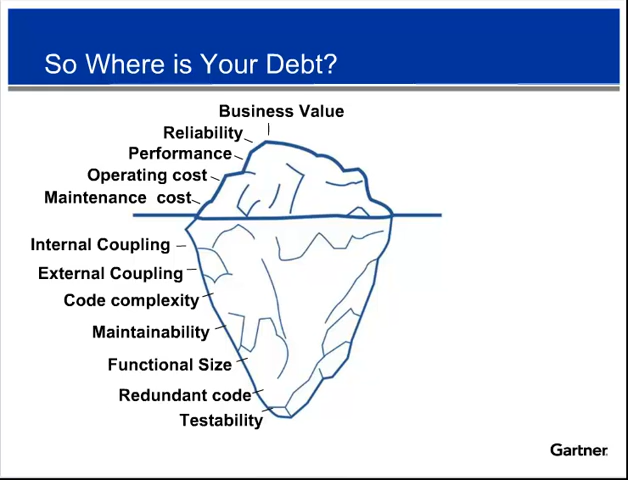 So Where is Your Debt?
Business Value
Reliability
Performance
Operating cost
Maintenance cost
Internal Coupling
External Coupling
Code complexity
Maintainability
Functional Size
Redundant code
Testability
Gartner